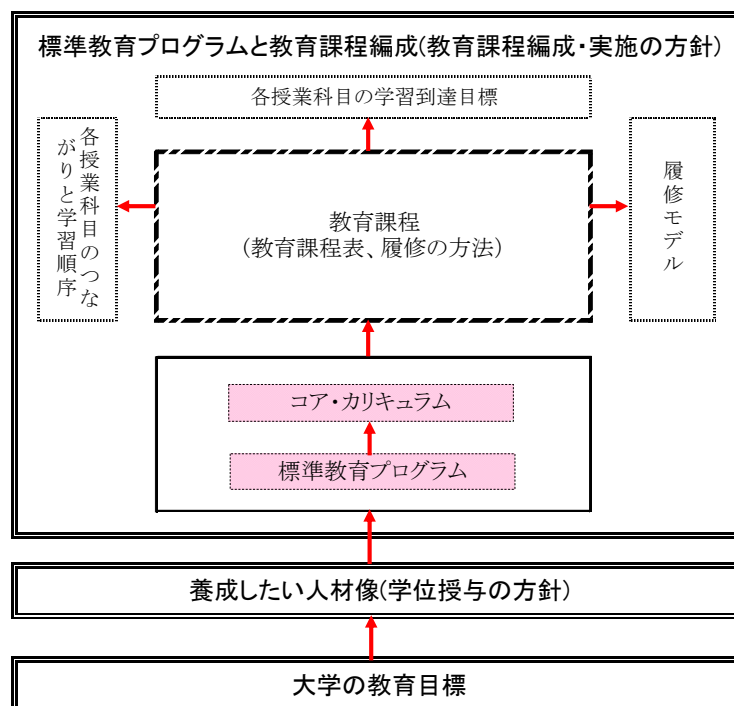 標準教育プログラムと教育課程編成(教育課程編成・実施の方針)
各授業科目の学習到達目標
各授業科目のつな
がりと学習順序
教育課程
(教育課程表、履修の方法)
履修モデル
コア・カリキュラム
標準教育プログラム
養成したい人材像(学位授与の方針)
大学の教育目標